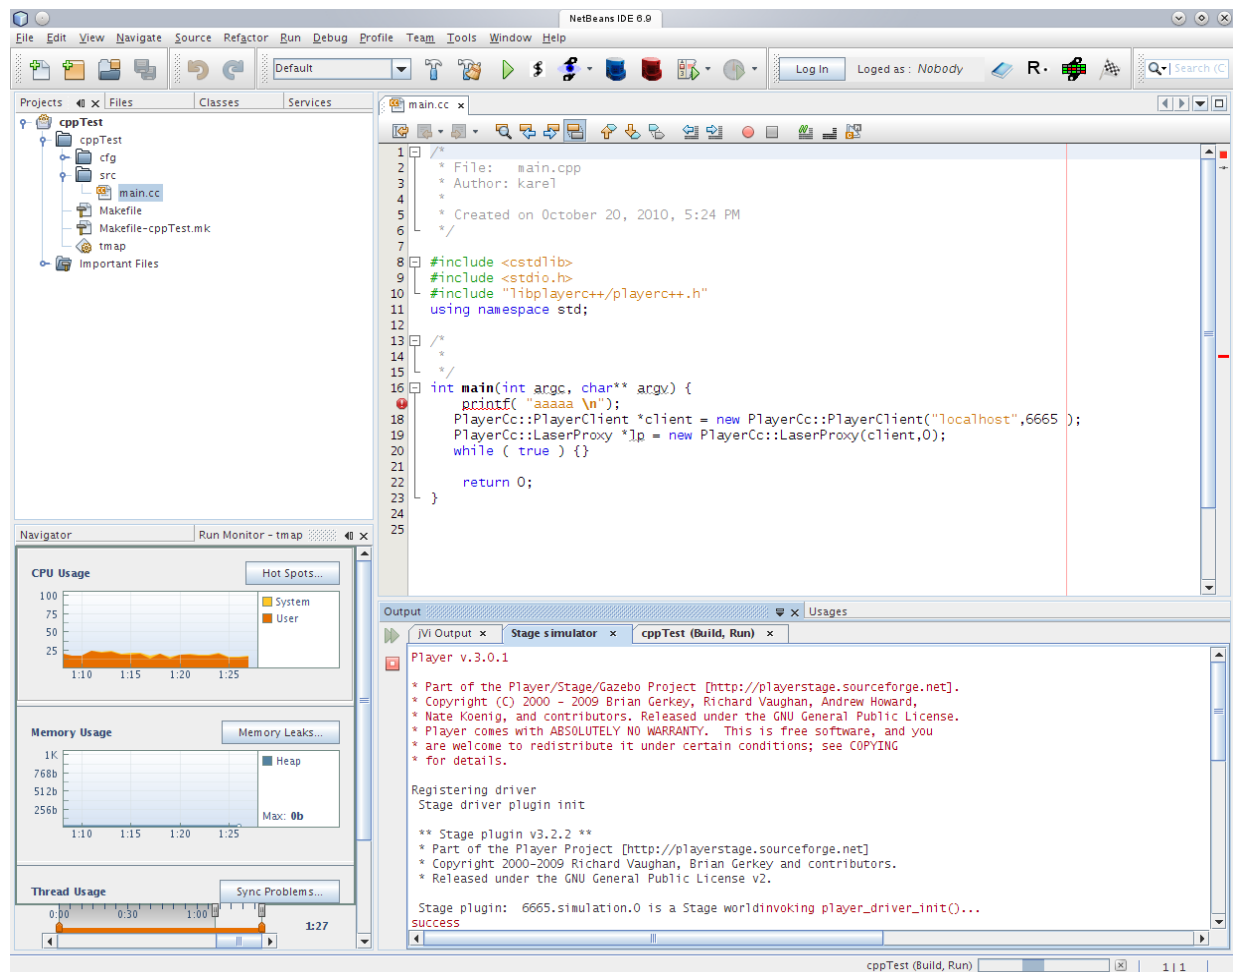 NetBeans IDE 6.9
File Edit View Navigate Source Refactor Run Debug Profile Team Tools Window Help
Default
Log In
Loged as : Nobody
R
Search (C
Projects Files Classes Services
cppTest
cppTest
cfg
src
main.cc
Makefile
Makefile-cppTest.mk
tmap
Important Files
main.cc
1 /*
2 * File: main.cpp
3 * Author: karel
4 *
5 * Created on October 20, 2010, 5:24 PM
6 */
7
8 #include <cstdlib>
9 #include <stdio.h>
10 #include "libplayerc++/playerc++.h"
11 using namespace std;
12
13 /*
14 *
15 */
16 int main(int argc, char** argv) {
printf( "aaaaa \n");
18 PlayerCc::PlayerClient *client = new PlayerCc::PlayerClient("localhost",6665 );
19 PlayerCc::LaserProxy *lp = new PlayerCc::LaserProxy(client,0);
20 while ( true ) {}
21
22 return 0;
23 }
24
25
Navigator Run Monitor - tmap
CPU Usage
Hot Spots...
100
75
50
25
1:10 1:15 1:20 1:25
System
User
Memory Usage
Memory Leaks...
1K
768b
512b
256b
1:10 1:15 1:20 1:25
Heap
Max: 0b
Thread Usage
Sync Problems...
0:00 0:30 1:00
1:27
Output Usages
jVi Output Stage simulator cppTest (Build, Run)
Player v.3.0.1
* Part of the Player/Stage/Gazebo Project [http://playerstage.sourceforge.net].
* Copyright (C) 2000 - 2009 Brian Gerkey, Richard Vaughan, Andrew Howard,
* Nate Koenig, and contributors. Released under the GNU General Public License.
* Player comes with ABSOLUTELY NO WARRANTY. This is free software, and you
* are welcome to redistribute it under certain conditions; see COPYING
* for details.
Registering driver
Stage driver plugin init
** Stage plugin v3.2.2 **
* Part of the Player Project [http://playerstage.sourceforge.net]
* Copyright 2000-2009 Richard Vaughan, Brian Gerkey and contributors.
* Released under the GNU General Public License v2.
Stage plugin: 6665.simulation.0 is a Stage worldinvoking player_driver_init()...
success
cppTest (Build, Run)
1|1